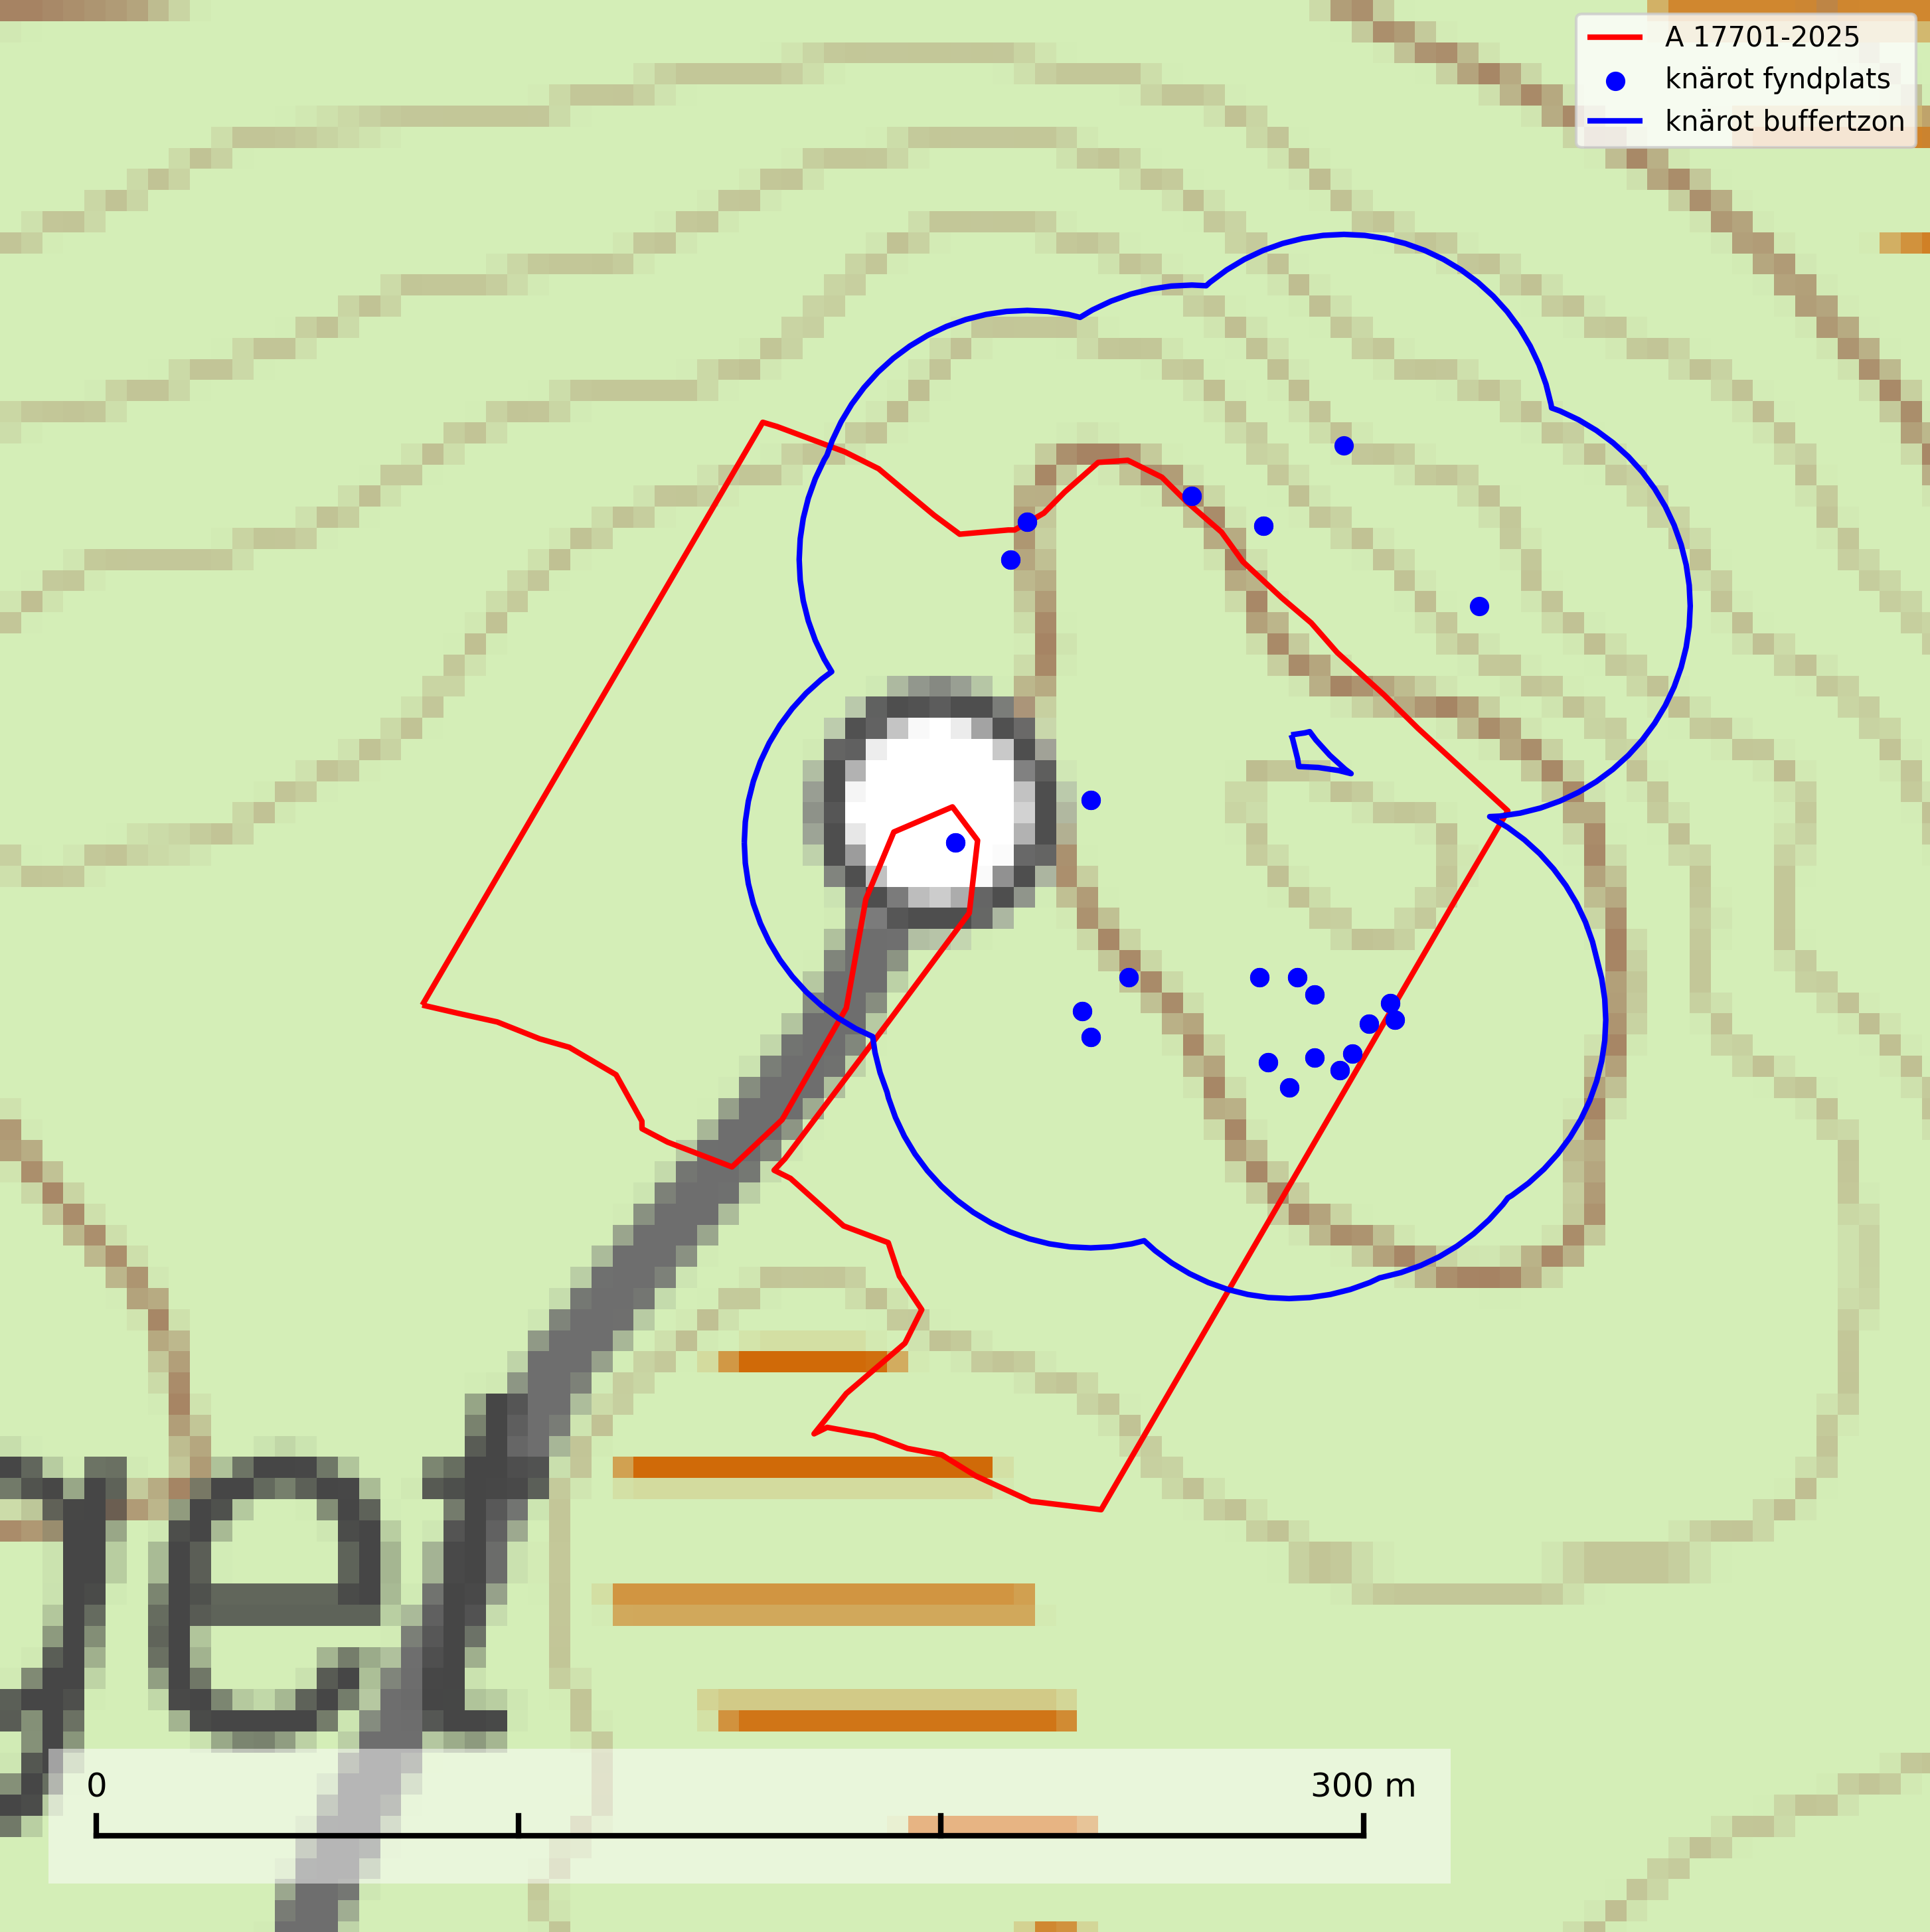 A 17701-2025
knärot fyndplats
knärot buffertzon
0
300 m